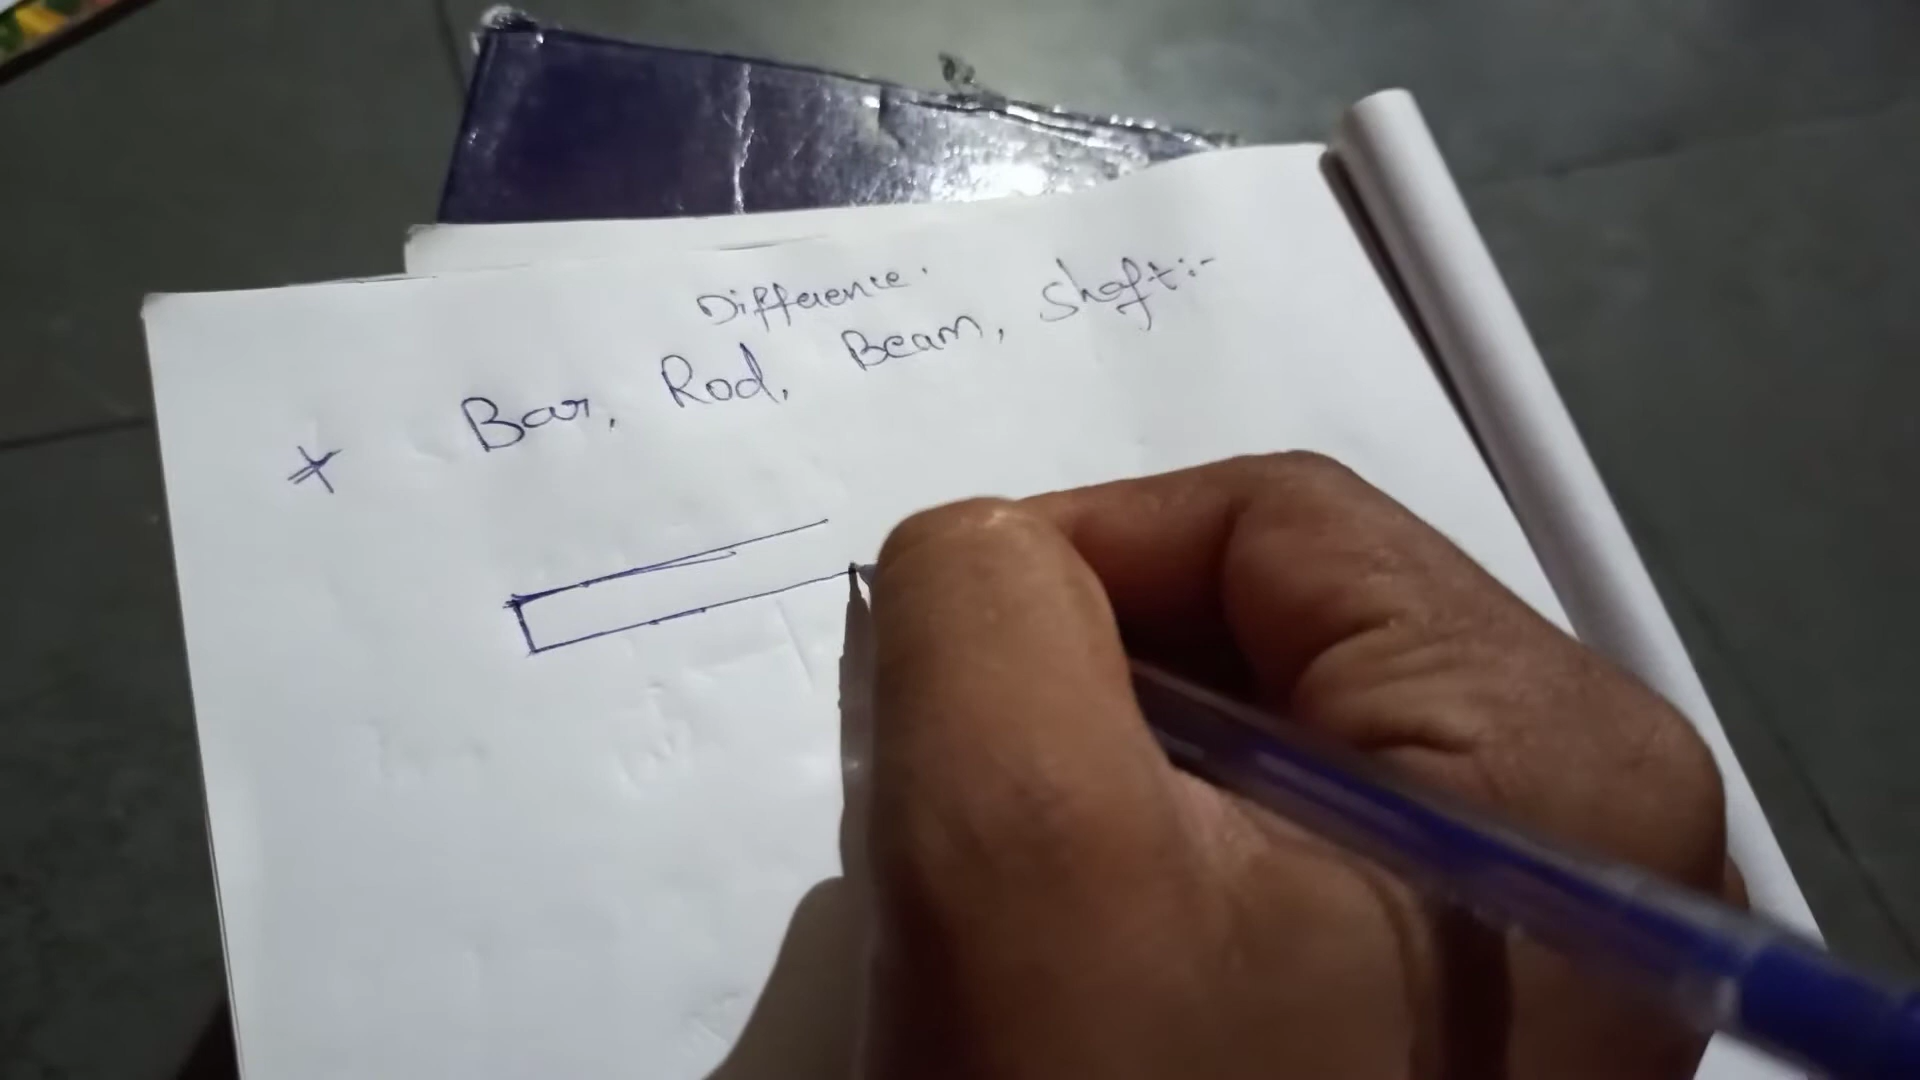 Difference.
* Bar, Rod, Beam, Shaft:-